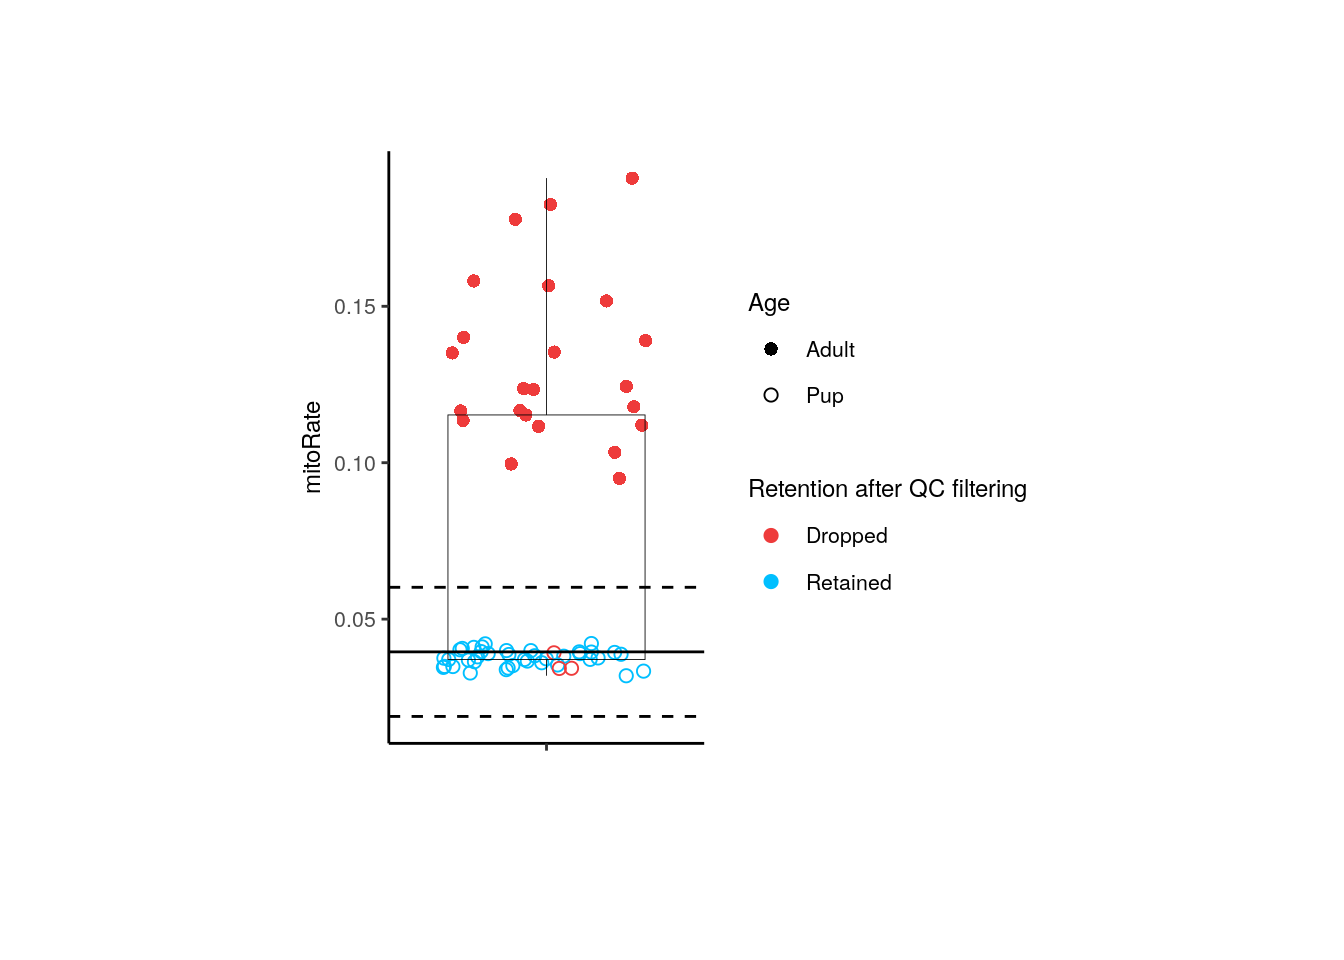 mitoRate
0.15
0.10
0.05
Age
Adult
Pup
Retention after QC filtering
Dropped
Retained